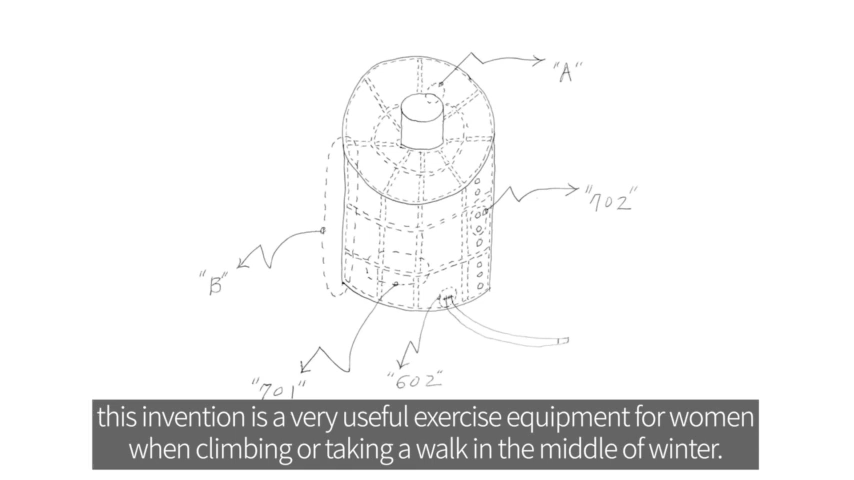 "A"
"702"
"B"
"701"
"602"
this invention is a very useful exercise equipment for women
when climbing or taking a walk in the middle of winter.